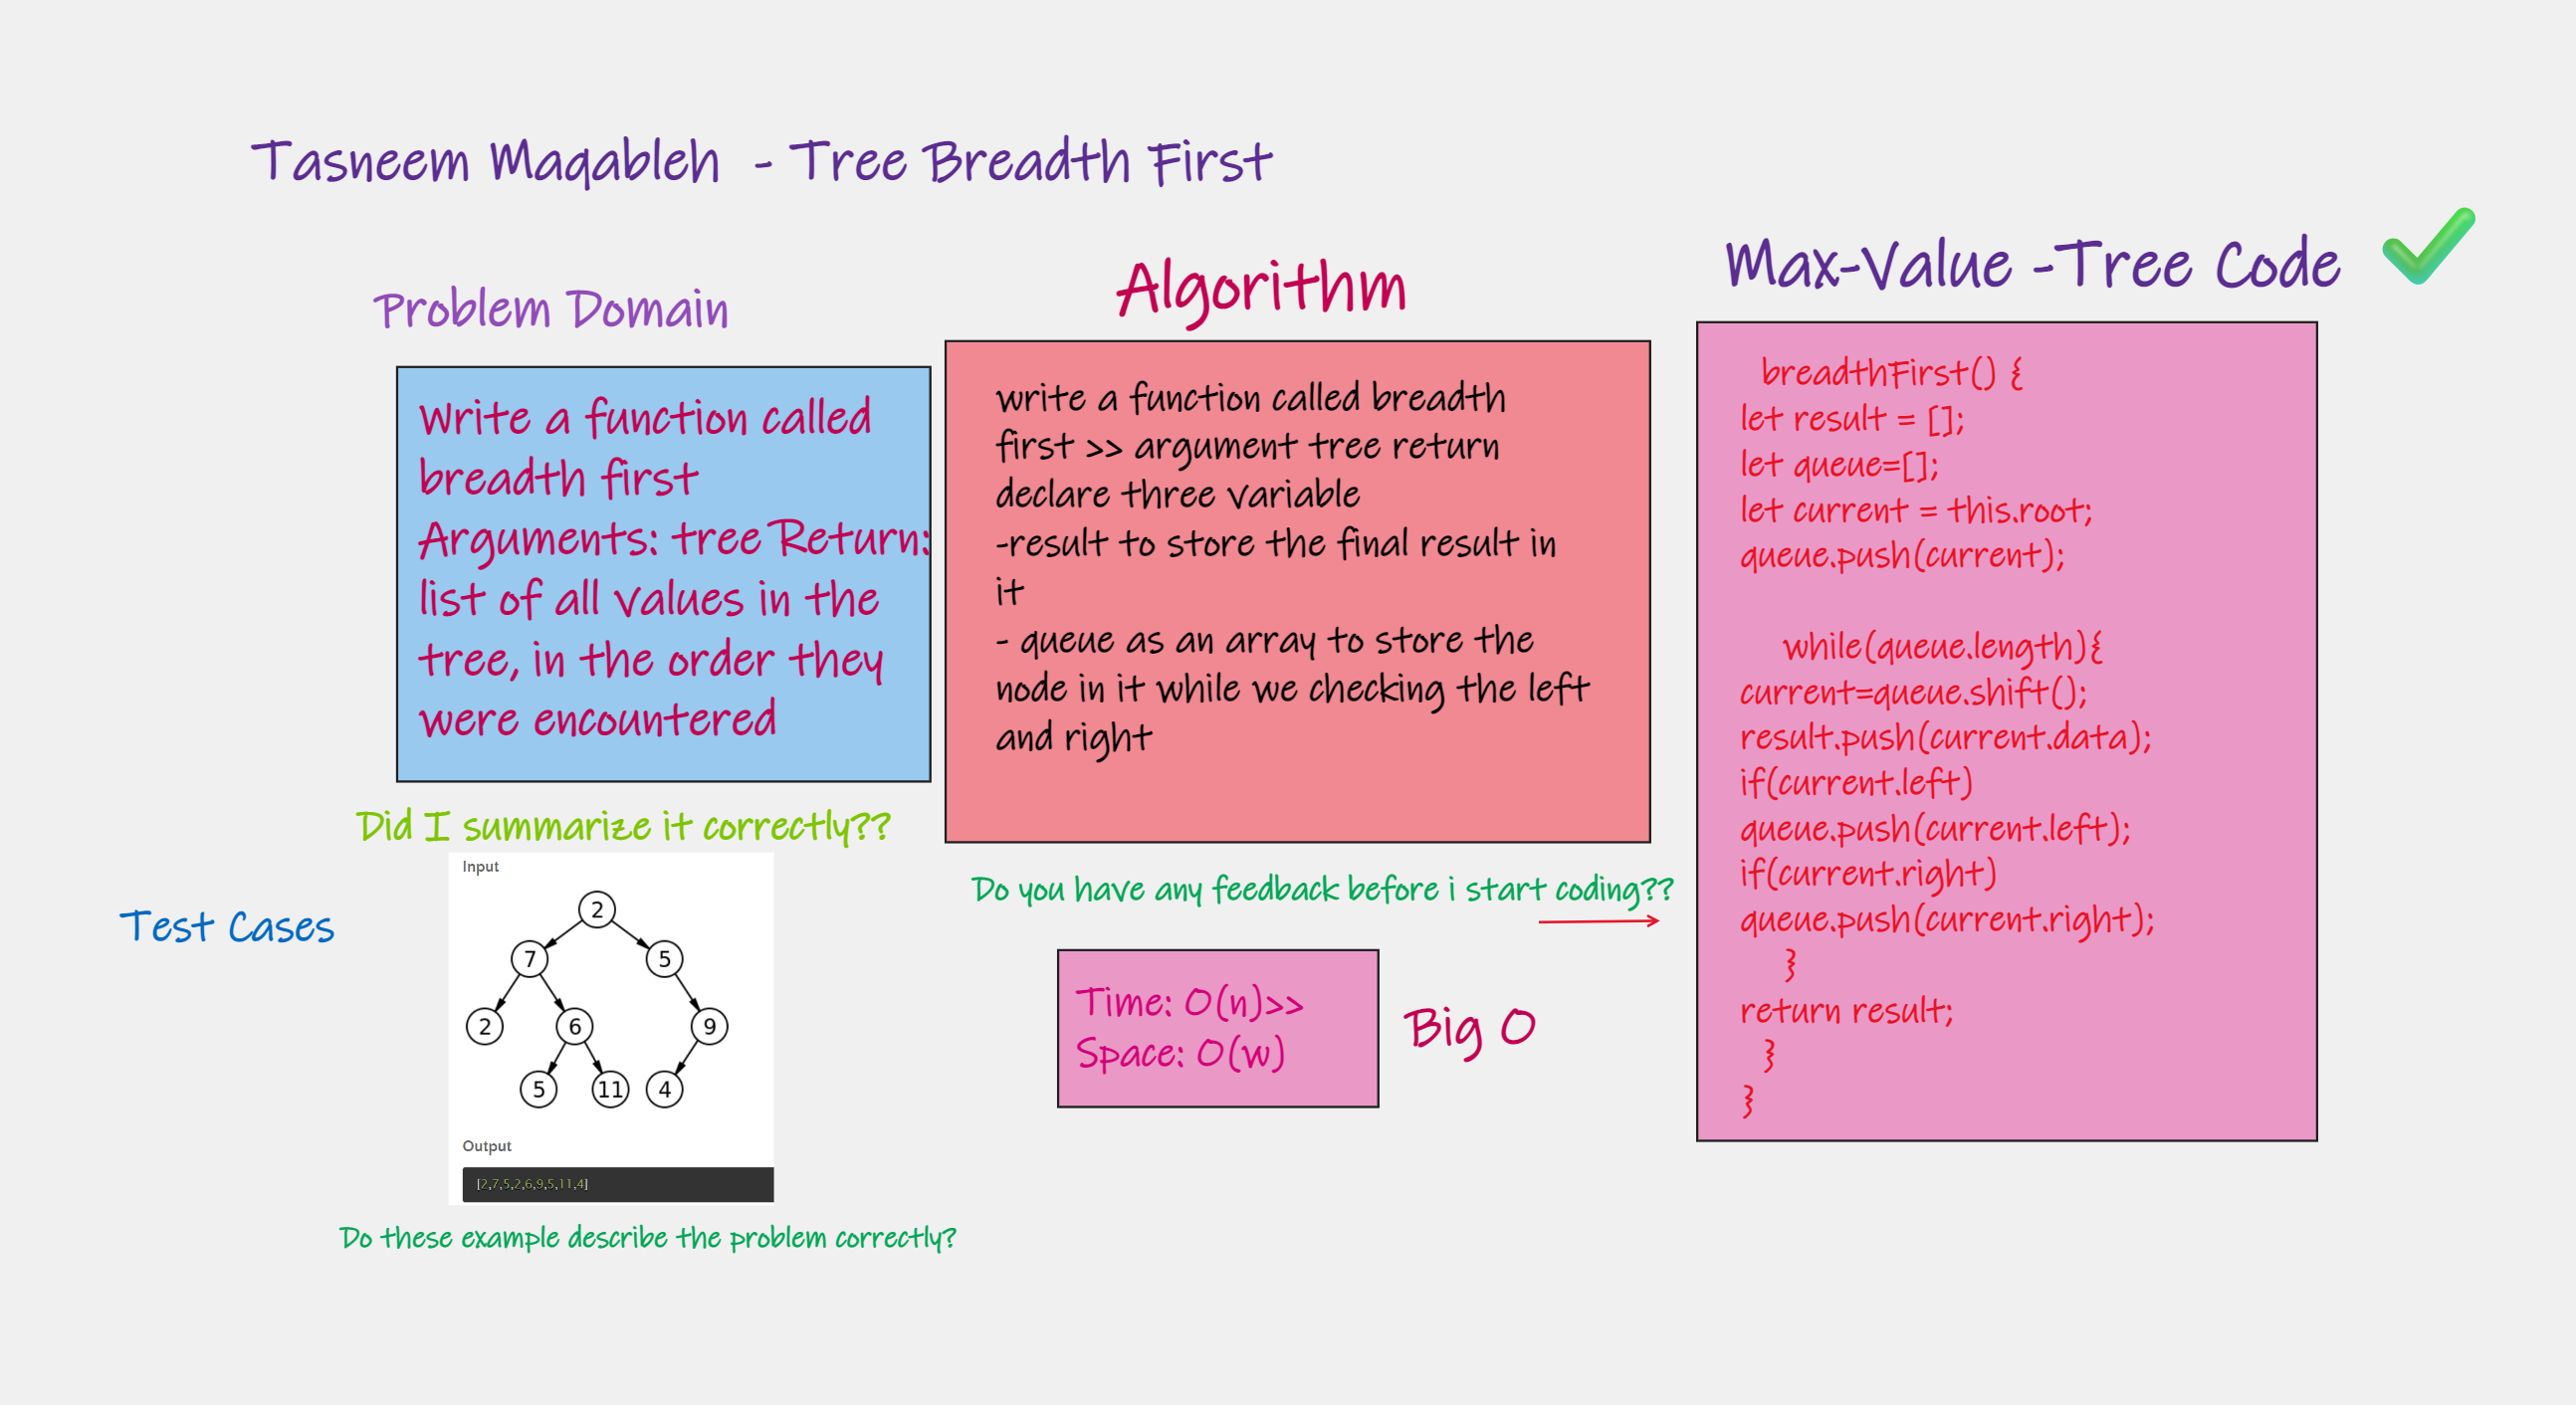 Tasneem Maqableh - Tree Breadth First
Problem Domain
Write a function called
breadth first
Arguments: tree Return:
list of all values in the
tree, in the order they
were encountered
Did I summarize it correctly??
Test Cases
Input
2
7
5
2
6
9
5
11
4
Output
[2,7,5,2,6,9,5,11,4]
Do these example describe the problem correctly?
Algorithm
write a function called breadth
first >> argument tree return
declare three variable
-result to store the final result in
it
- queue as an array to store the
node in it while we checking the left
and right
Do you have any feedback before i start coding??
Time: O(n)>>
Space: O(w)
Big O
Max-Value -Tree Code
breadthFirst() {
let result = [];
let queue=[];
let current = this.root;
queue.push(current);
while(queue.length){
current=queue.shift();
result.push(current.data);
if(current.left)
queue.push(current.left);
if(current.right)
queue.push(current.right);
}
return result;
}
}